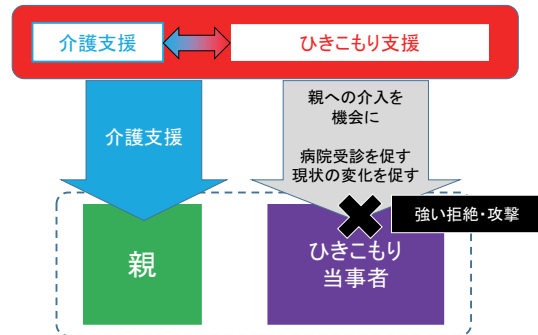 介護支援
ひきこもり支援
介護支援
親への介入を
機会に
病院受診を促す
現状の変化を促す
強い拒絶・攻撃
親
ひきこもり
当事者